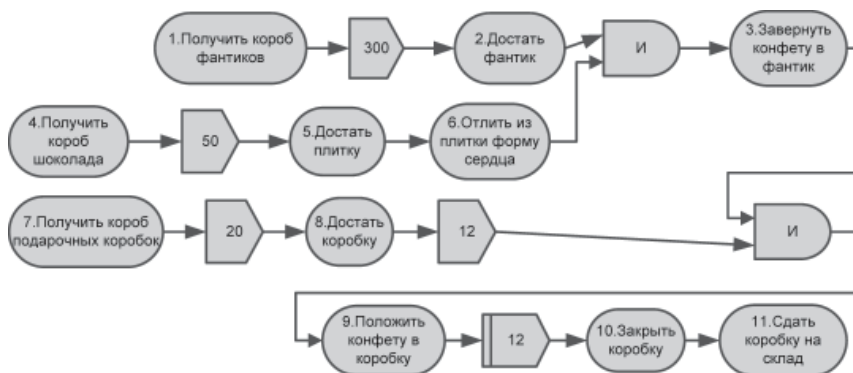 1.Получить короб
фантиков
300
2.Достать
фантик
И
3.Завернуть
конфету в
фантик
4.Получить
короб
шоколада
50
5.Достать
плитку
6.Отлить из
плитки форму
сердца
7.Получить короб
подарочных коробок
20
8.Достать
коробку
12
И
9.Положить
конфету в
коробку
12
10.Закрыть
коробку
11.Сдать
коробку на
склад